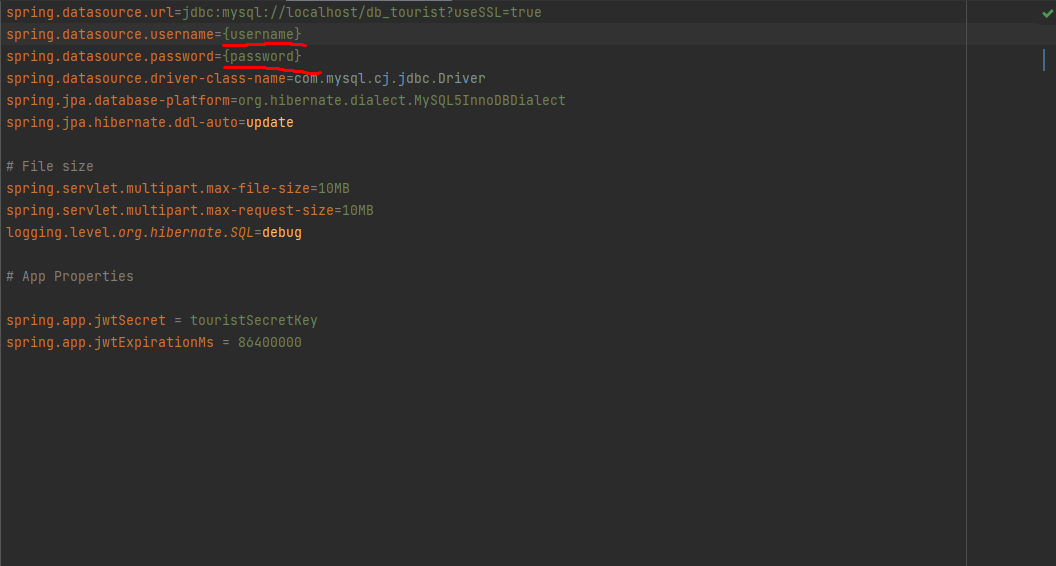 spring.datasource.url=jdbc:mysql://localhost/db_tourist?useSSL=true
spring.datasource.username={username}
spring.datasource.password={password}
spring.datasource.driver-class-name=com.mysql.cj.jdbc.Driver
spring.jpa.database-platform=org.hibernate.dialect.MySQL5InnoDBDialect
spring.jpa.hibernate.ddl-auto=update
# File size
spring.servlet.multipart.max-file-size=10MB
spring.servlet.multipart.max-request-size=10MB
logging.level.org.hibernate.SQL=debug
# App Properties
spring.app.jwtSecret = touristSecretKey
spring.app.jwtExpirationMs = 86400000